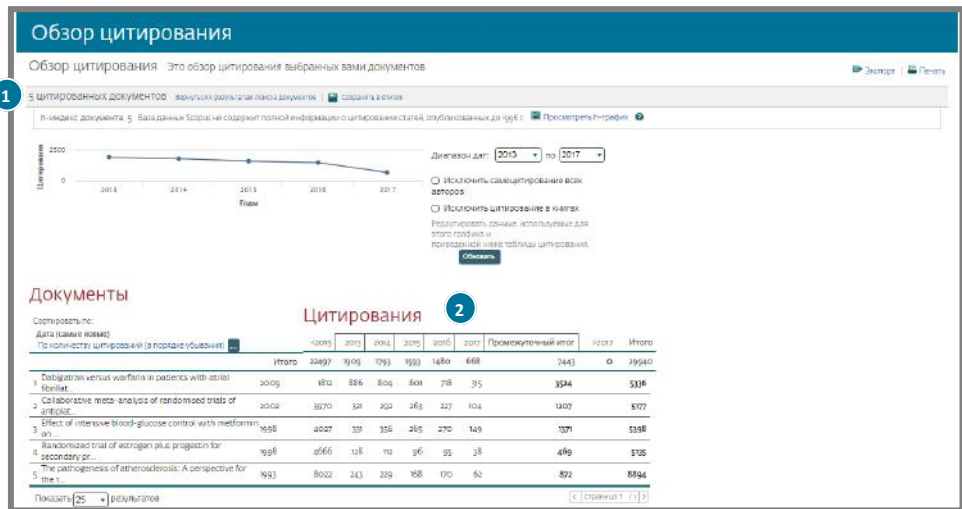 Обзор цитирования
Обзор цитирования Это обзор цитирования выбранных вами документов
Экспорт | Печать
1
5 цитированных документов Вернуться к результатам поиска документов | Сохранить в список
h-индекс документа: 5 База данных Scopus не содержит полной информации о цитировании статей, опубликованных до 1996 г. Просмотреть h-график
Цитирования
2500
0
2013 2014 2015 2016 2017
Годы
Диапазон дат: 2013 по 2017
Исключить самоцитирование всех
авторов
Исключить цитирование в книгах
Редактировать данные, используемые для
этого графика и
приведенной ниже таблицы цитирования.
Обновить
Документы
Цитирования
2
Сортировать по:
Дата (самые новые)
По количеству цитирований (в порядке убывания) ...
<2013 2013 2014 2015 2016 2017 Промежуточный итог >2017 Итого
Итого 22497 1909 1793 1593 1480 668 7443 0 29940
1 Dabigatran versus warfarin in patients with atrial
fibrillat... 2009 1812 886 804 801 718 315 3524 5336
2 Collaborative meta-analysis of randomised trials of
antiplat... 2002 3970 321 292 263 227 104 1207 5177
3 Effect of intensive blood-glucose control with metformin
on ... 1998 4027 331 356 265 270 149 1371 5398
4 Randomized trial of estrogen plus progestin for
secondary pr... 1998 4666 128 112 96 95 38 469 5135
5 The pathogenesis of atherosclerosis: A perspective for
the 1... 1993 8022 243 229 168 170 62 872 8894
Показать 25 результатов
Страница 1 / 1